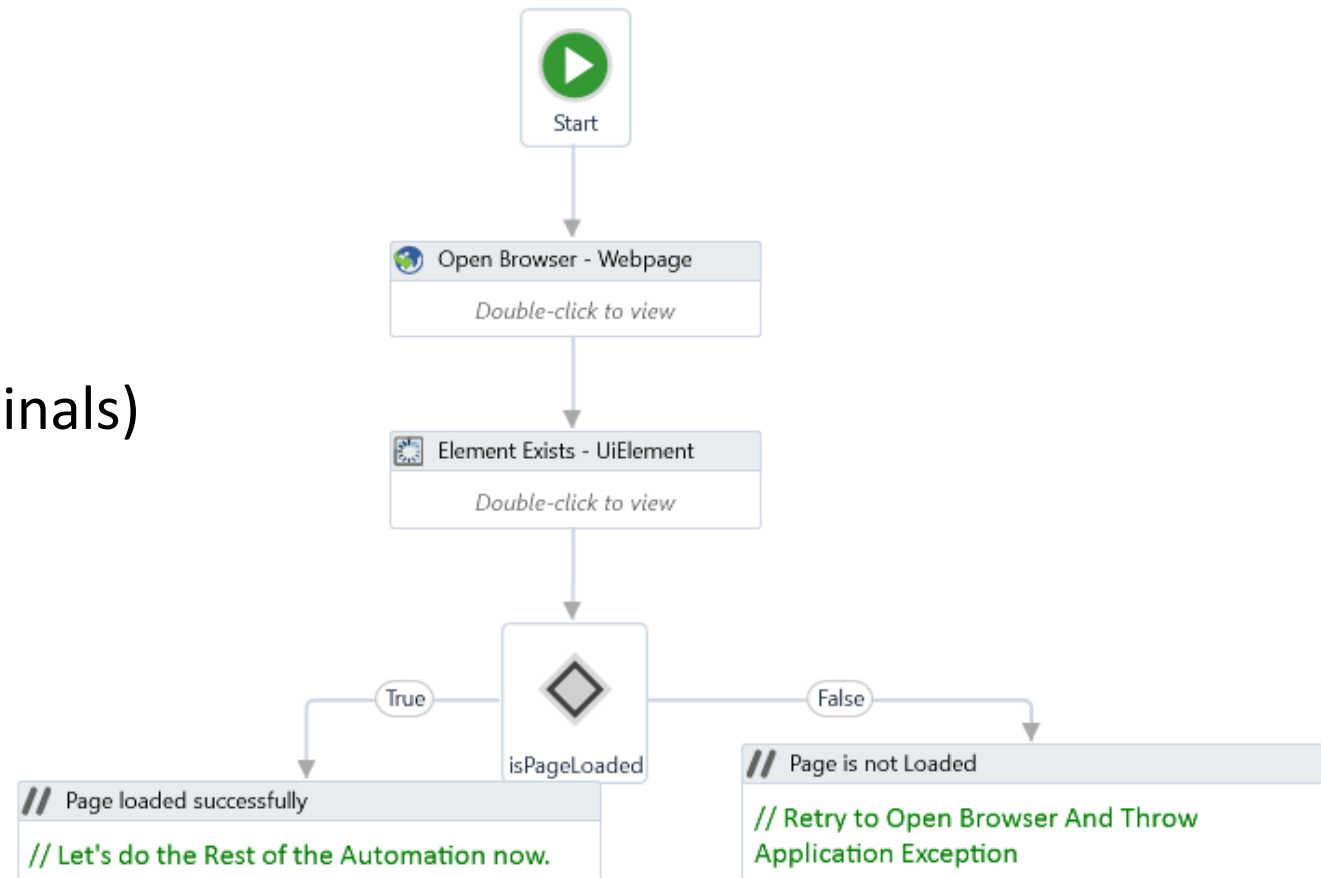 Start
Open Browser - Webpage
Double-click to view
inals)
Element Exists - UiElement
Double-click to view
True
False
isPageLoaded
Page is not Loaded
// Retry to Open Browser And Throw
Application Exception
Page loaded successfully
// Let's do the Rest of the Automation now.